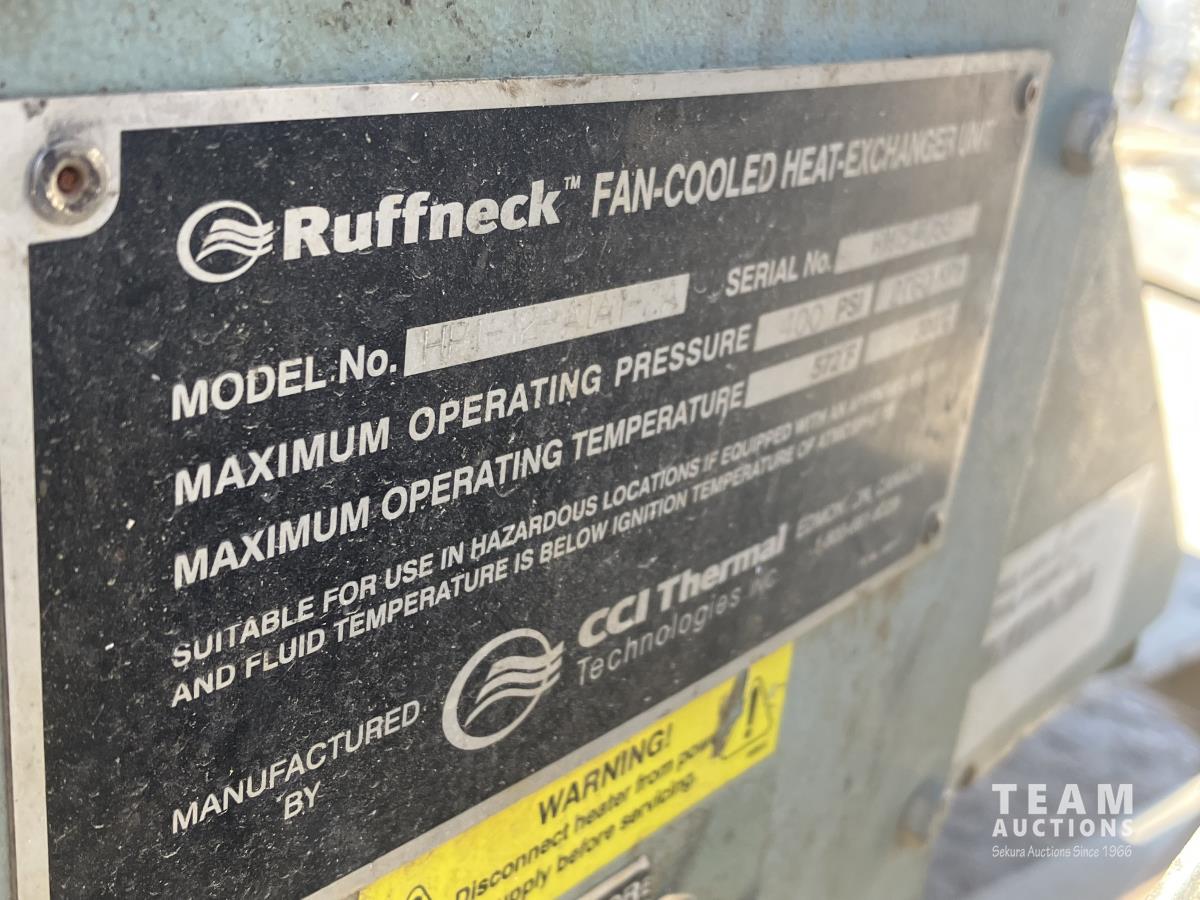 Ruffneck™ FAN-COOLED HEAT-EXCHANGER UNIT
MODEL No. SERIAL No.
MAXIMUM OPERATING PRESSURE 400 PSI
MAXIMUM OPERATING TEMPERATURE 572°F
SUITABLE FOR USE IN HAZARDOUS LOCATIONS IF EQUIPPED WITH AN
AND FLUID TEMPERATURE IS BELOW IGNITION TEMPERATURE OF
MANUFACTURED
BY
CCI Thermal
Technologies Inc.
WARNING!
Disconnect heater from power
supply before servicing.
TEAM
AUCTIONS
Sekura Auctions Since 1966